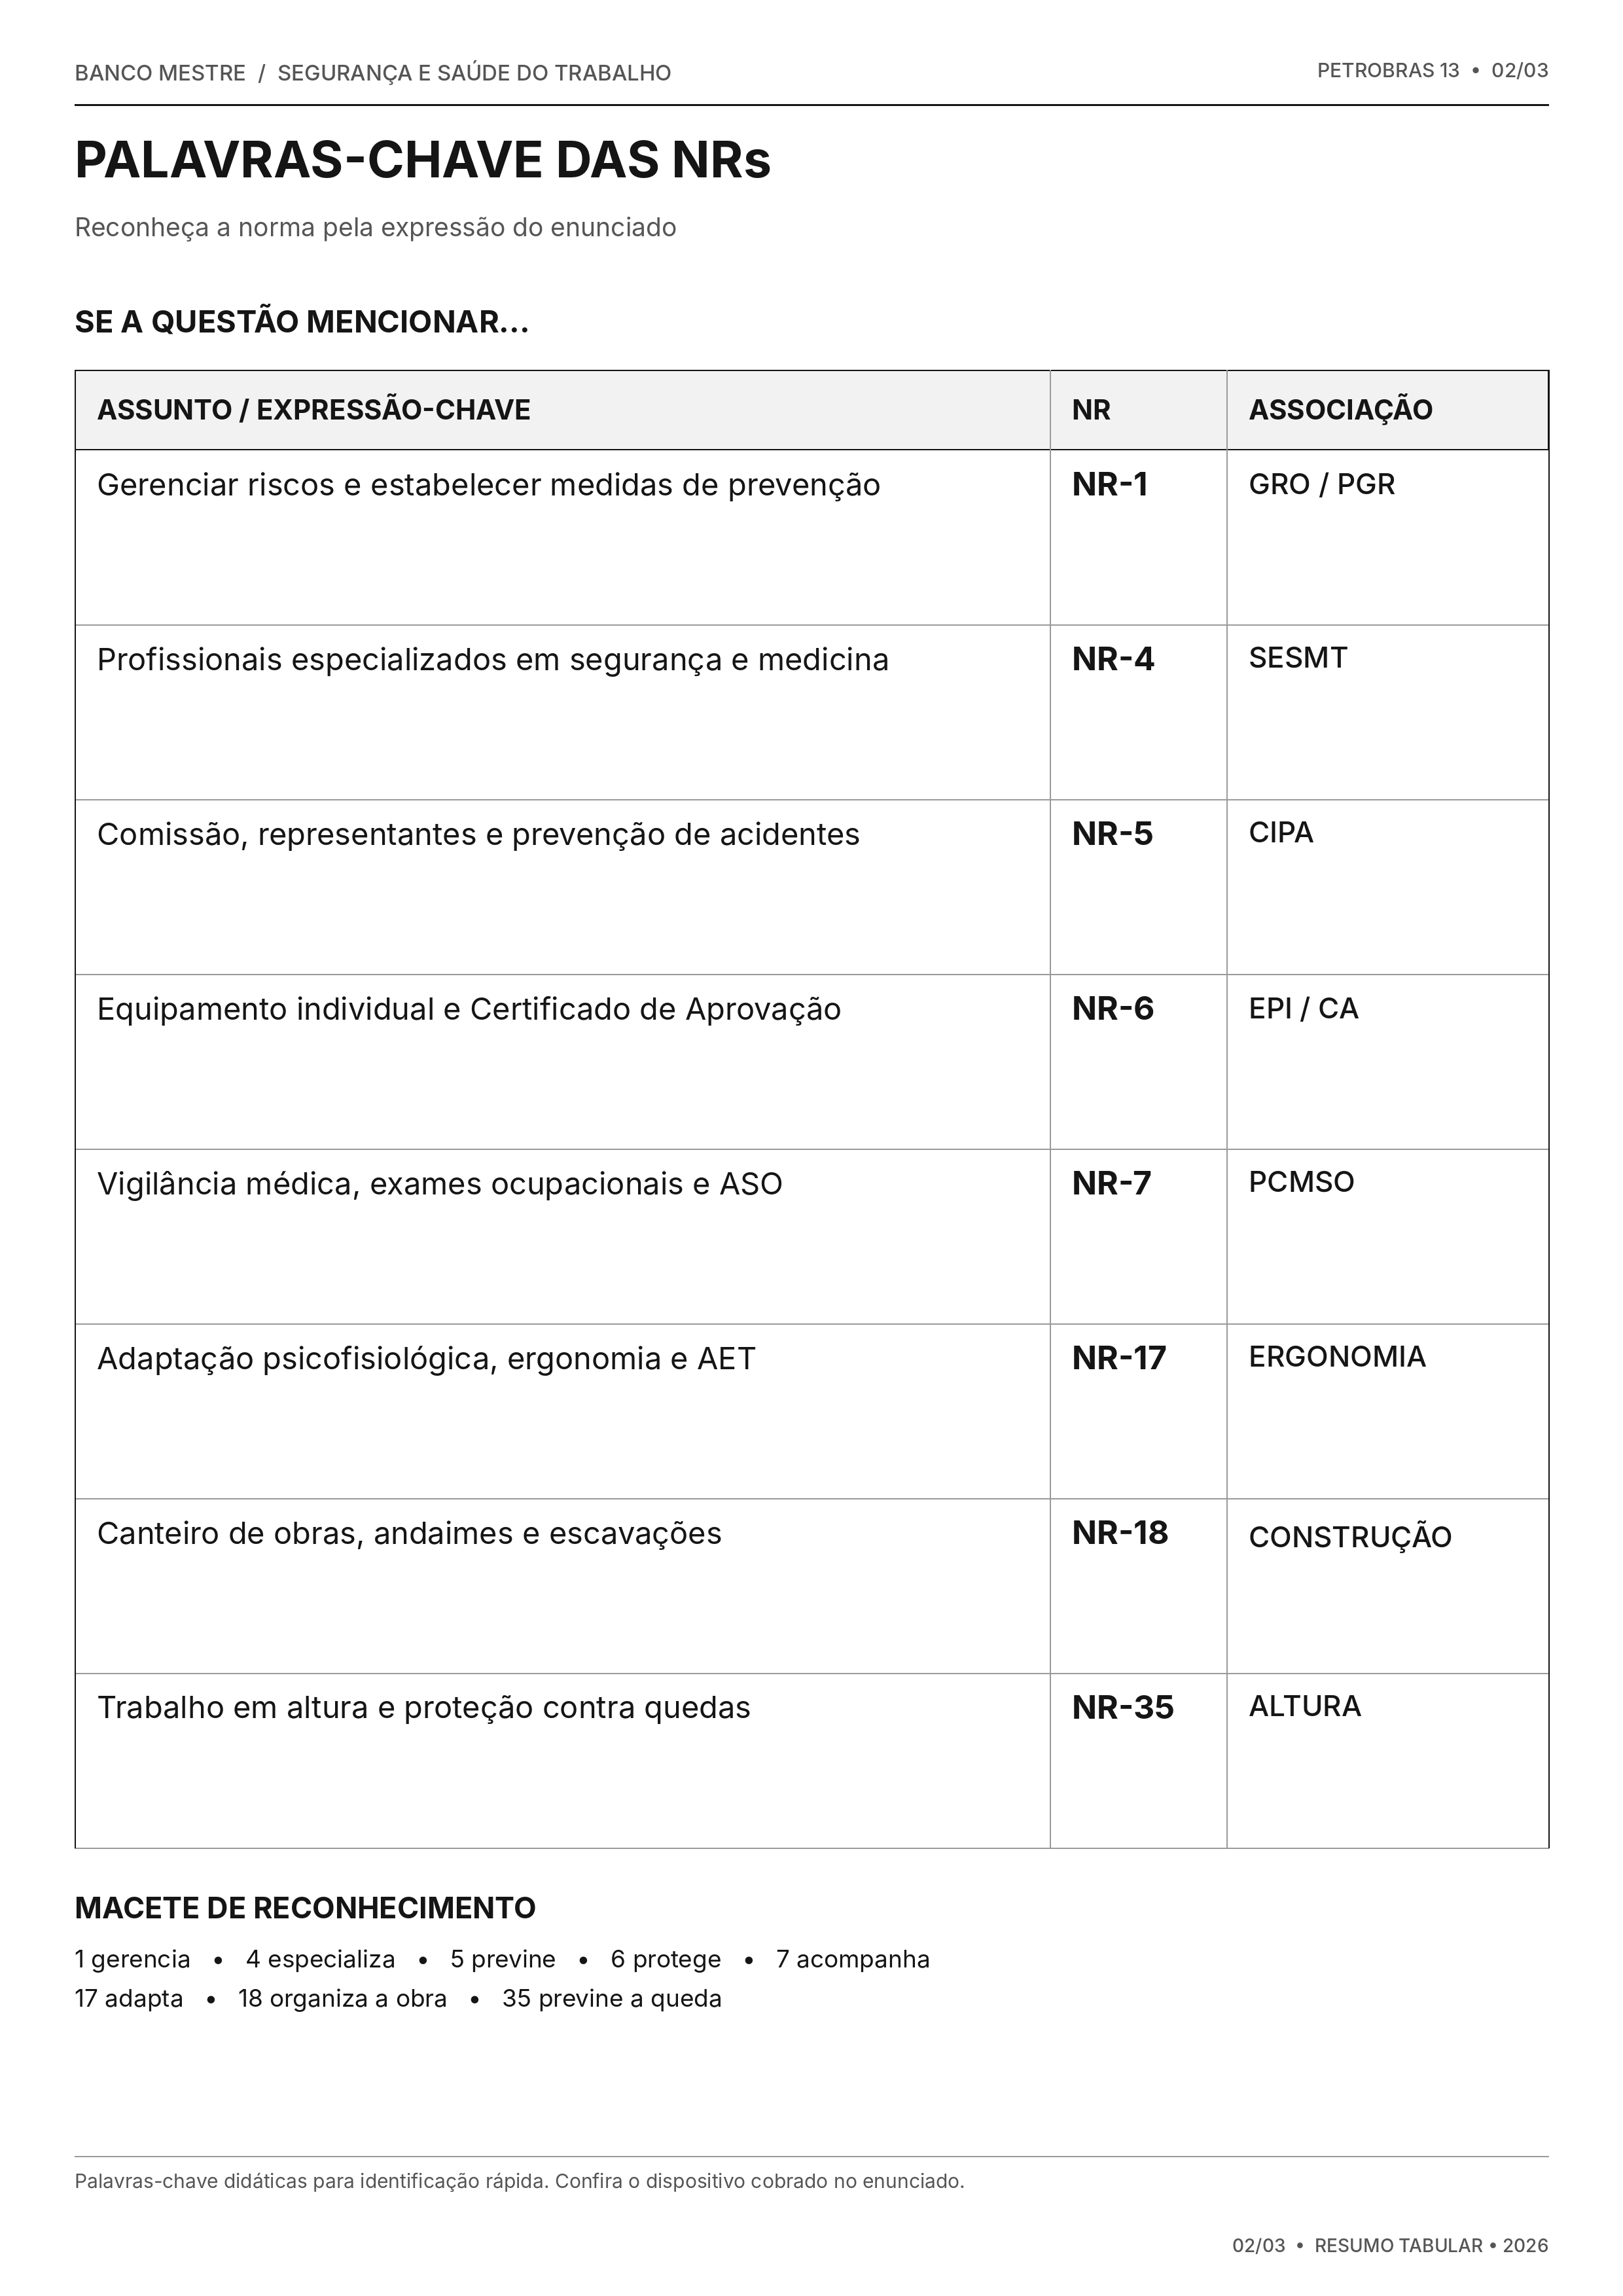 BANCO MESTRE / SEGURANÇA E SAÚDE DO TRABALHO
PETROBRAS 13 • 02/03
PALAVRAS-CHAVE DAS NRs
Reconheça a norma pela expressão do enunciado
SE A QUESTÃO MENCIONAR...
ASSUNTO / EXPRESSÃO-CHAVE NR ASSOCIAÇÃO
Gerenciar riscos e estabelecer medidas de prevenção NR-1 GRO / PGR
Profissionais especializados em segurança e medicina NR-4 SESMT
Comissão, representantes e prevenção de acidentes NR-5 CIPA
Equipamento individual e Certificado de Aprovação NR-6 EPI / CA
Vigilância médica, exames ocupacionais e ASO NR-7 PCMSO
Adaptação psicofisiológica, ergonomia e AET NR-17 ERGONOMIA
Canteiro de obras, andaimes e escavações NR-18 CONSTRUÇÃO
Trabalho em altura e proteção contra quedas NR-35 ALTURA
MACETE DE RECONHECIMENTO
1 gerencia • 4 especializa • 5 previne • 6 protege • 7 acompanha
17 adapta • 18 organiza a obra • 35 previne a queda
Palavras-chave didáticas para identificação rápida. Confira o dispositivo cobrado no enunciado.
02/03 • RESUMO TABULAR • 2026